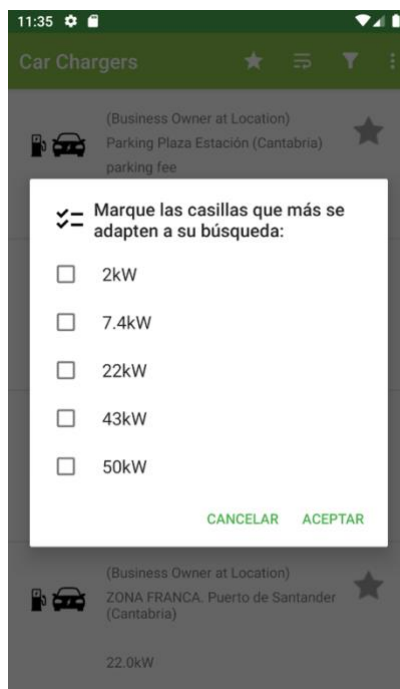 11:35
Car Chargers
(Business Owner at Location)
Parking Plaza Estación (Cantabria)
parking fee
Marque las casillas que más se
adapten a su búsqueda:
2kW
7.4kW
22kW
43kW
50kW
CANCELAR ACEPTAR
(Business Owner at Location)
ZONA FRANCA. Puerto de Santander
(Cantabria)
22.0kW